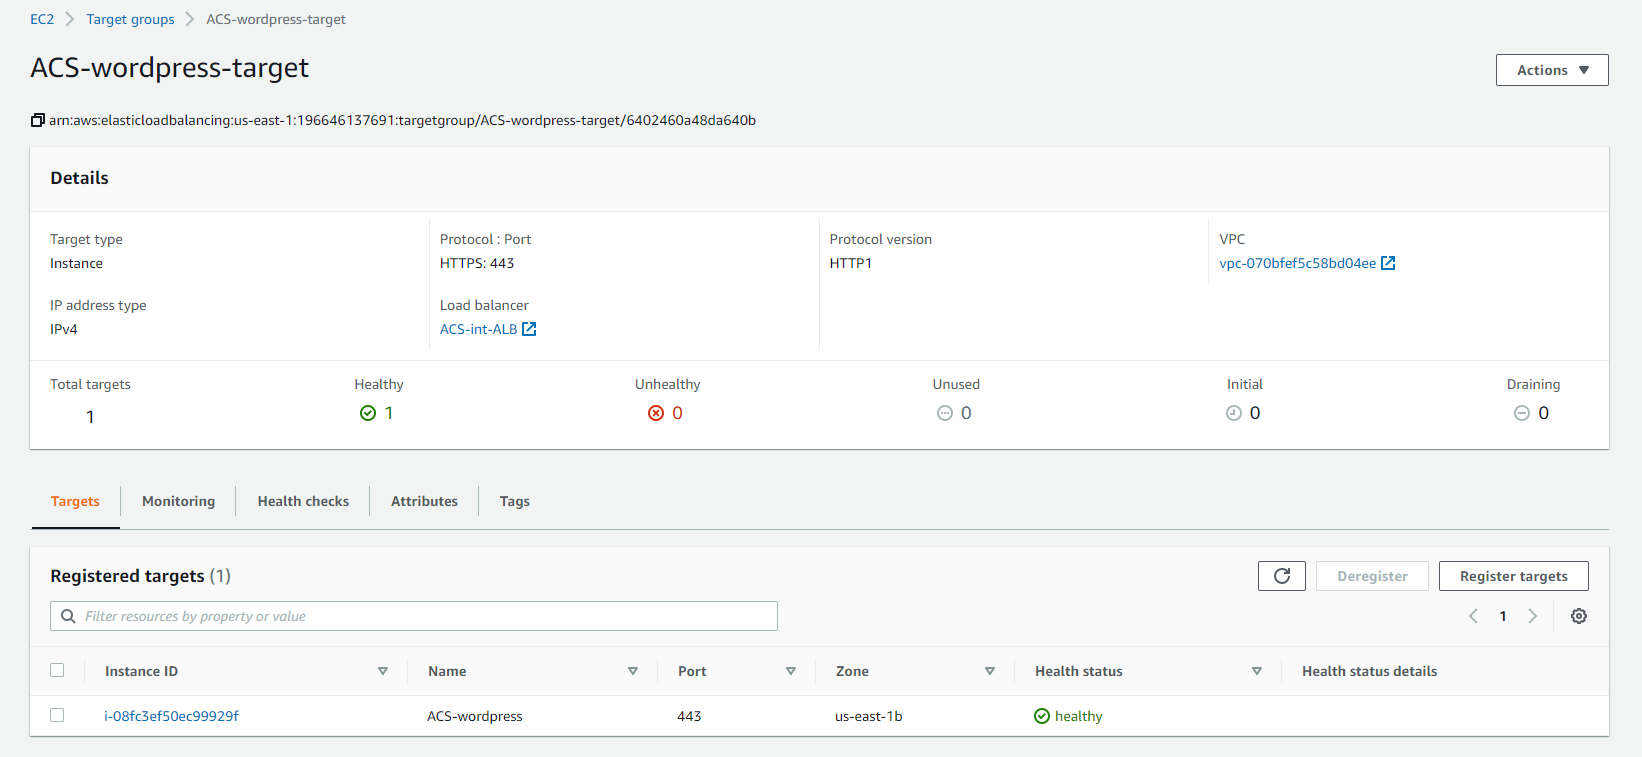 EC2 > Target groups > ACS-wordpress-target
ACS-wordpress-target
Actions
arn:aws:elasticloadbalancing:us-east-1:196646137691:targetgroup/ACS-wordpress-target/6402460a48da640b
Details
Target type
Instance
Protocol : Port
HTTPS: 443
Protocol version
HTTP1
VPC
vpc-070bfef5c58bd04ee
IP address type
IPv4
Load balancer
ACS-int-ALB
Total targets
1
Healthy
1
Unhealthy
0
Unused
0
Initial
0
Draining
0
Targets
Monitoring
Health checks
Attributes
Tags
Registered targets (1)
Deregister
Register targets
Filter resources by property or value
1
Instance ID Name Port Zone Health status Health status details
i-08fc3ef50ec99929f ACS-wordpress 443 us-east-1b healthy